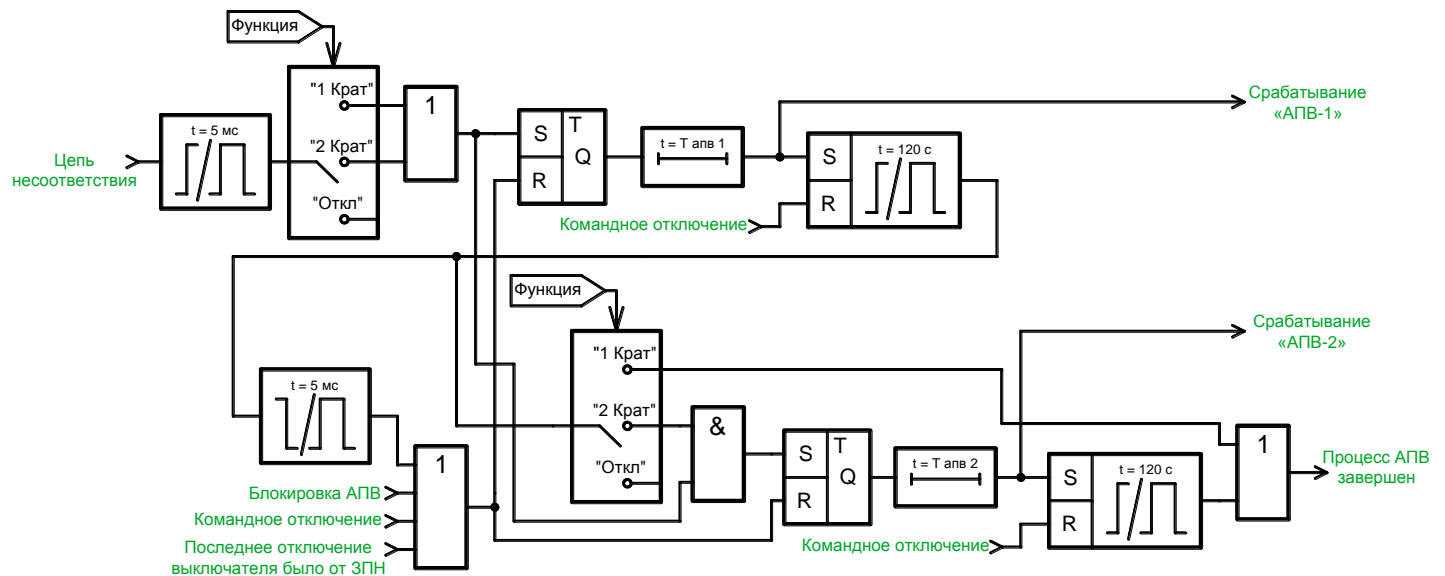 Функция
"1 Крат"
1
t = 5 мс
"2 Крат"
"Откл"
Цепь
несоответствия
S
T
Q
R
t = Т апв 1
Срабатывание
«АПВ-1»
S
t = 120 с
R
Командное отключение
Функция
"1 Крат"
"2 Крат"
"Откл"
Срабатывание
«АПВ-2»
t = 5 мс
&
1
Блокировка АПВ
Командное отключение
Последнее отключение
выключателя было от ЗПН
S
T
Q
R
t = Т апв 2
S
t = 120 с
R
Командное отключение
1
Процесс АПВ
завершен